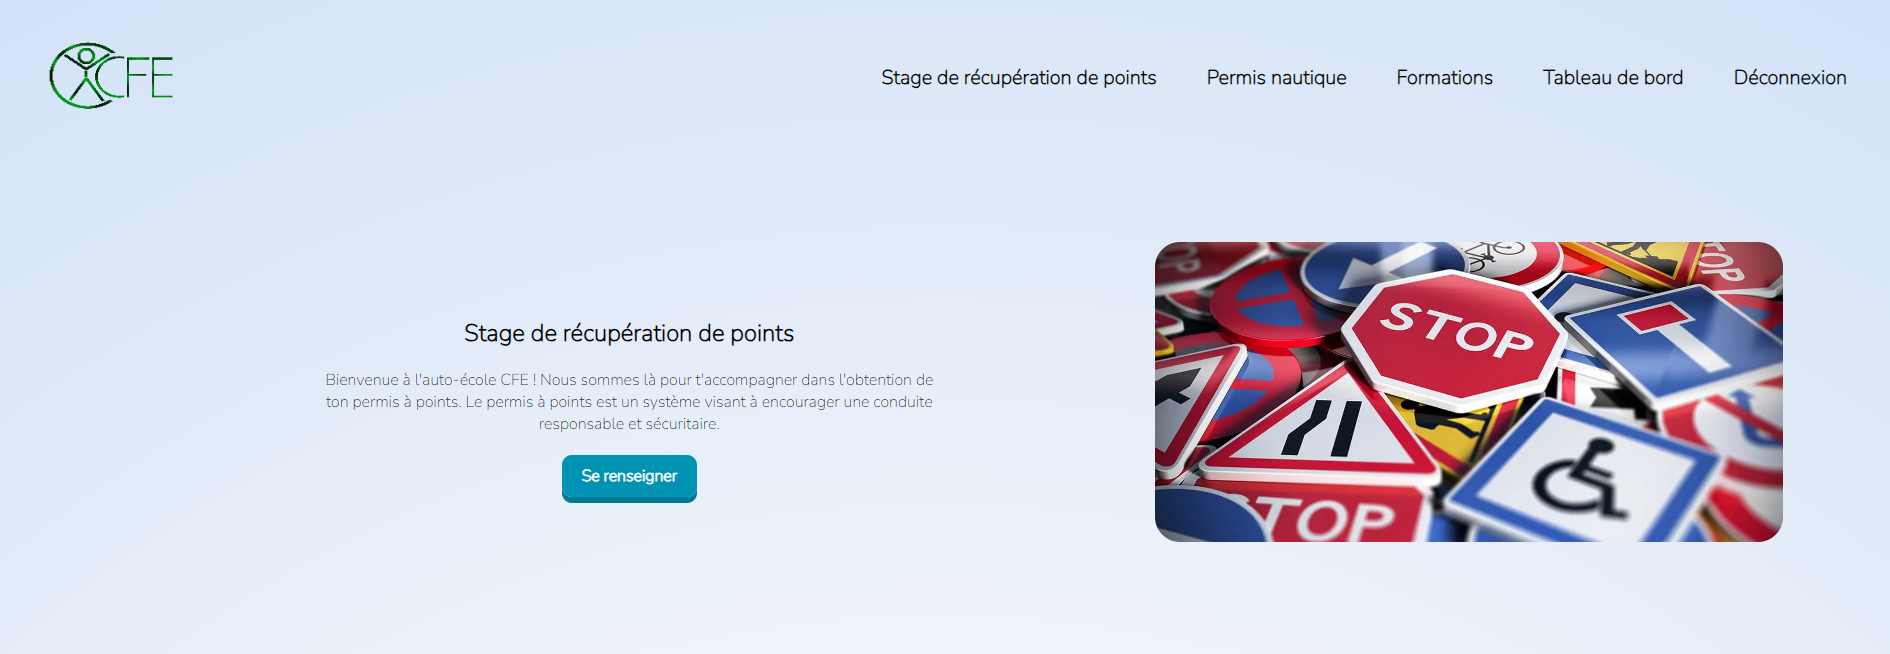 CFE
Stage de récupération de points
Permis nautique
Formations
Tableau de bord
Déconnexion
Stage de récupération de points
Bienvenue à l'auto-école CFE ! Nous sommes là pour t'accompagner dans l'obtention de
ton permis à points. Le permis à points est un système visant à encourager une conduite
responsable et sécuritaire.
Se renseigner
STOP
STOP
STOP